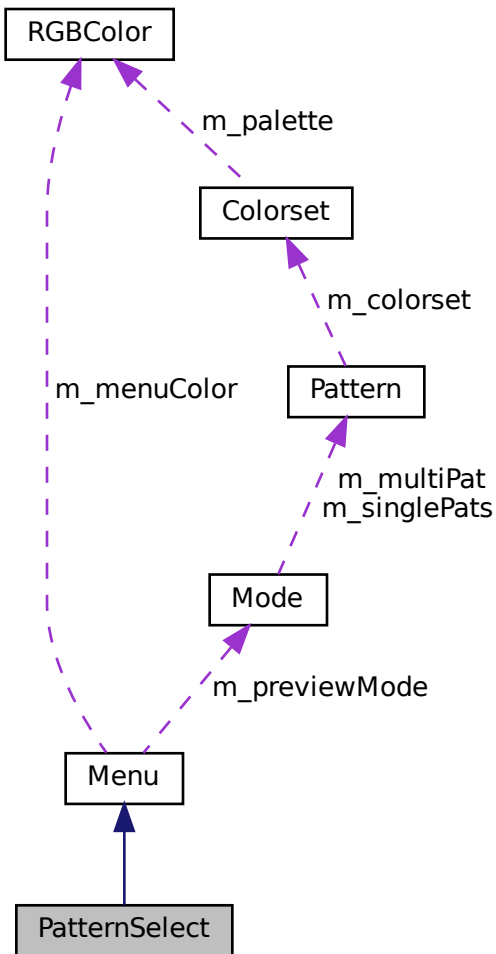 RGBColor
m_palette
Colorset
m_colorset
m_menuColor
Pattern
m_multiPat
m_singlePats
Mode
m_previewMode
Menu
PatternSelect